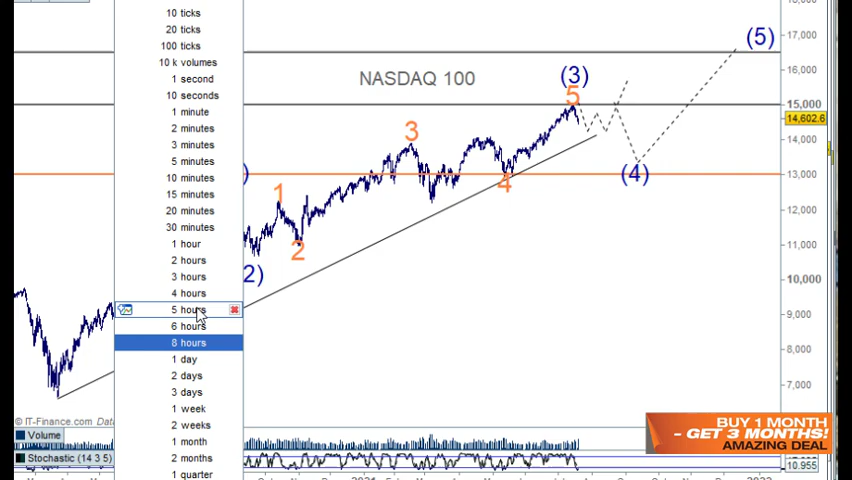 10 ticks
20 ticks
100 ticks
10 k volumes
1 second
10 seconds
1 minute
2 minutes
3 minutes
5 minutes
10 minutes
15 minutes
20 minutes
30 minutes
1 hour
2 hours
3 hours
4 hours
5 hours
6 hours
8 hours
1 day
2 days
3 days
1 week
2 weeks
1 month
2 months
1 quarter
NASDAQ 100
(5)
(3)
5
3
1
4
2
(4)
2)
)
17,000
16,000
15,000
14,602.6
14,000
13,000
12,000
11,000
10,000
9,000
8,000
7,000
© IT-Finance.com Data
Volume
Stochastic (14 3 5)
BUY 1 MONTH
- GET 3 MONTHS!
AMAZING DEAL
10.955
2022